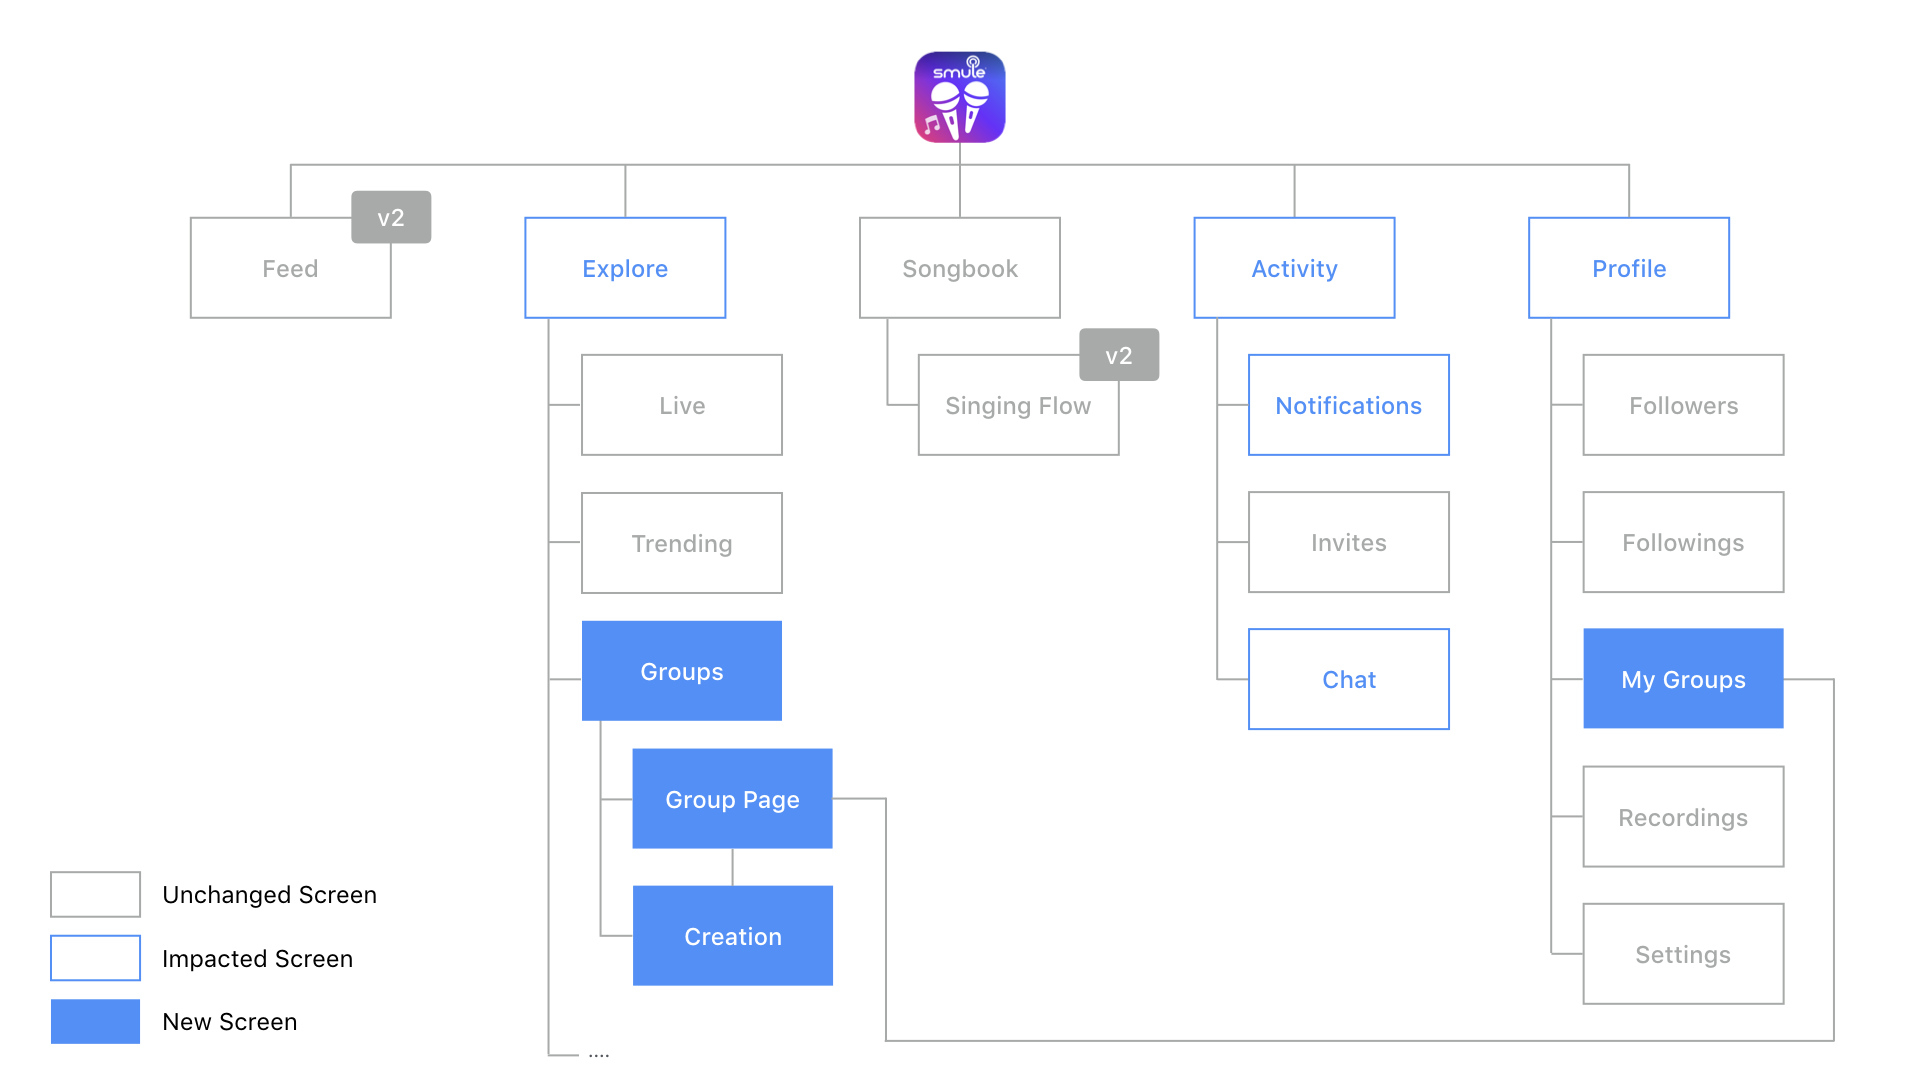 smule
v2
Feed
Explore
Songbook
Activity
Profile
v2
Live
Singing Flow
Notifications
Followers
Trending
Invites
Followings
Groups
Chat
My Groups
Group Page
Recordings
Creation
Settings
....
Unchanged Screen
Impacted Screen
New Screen